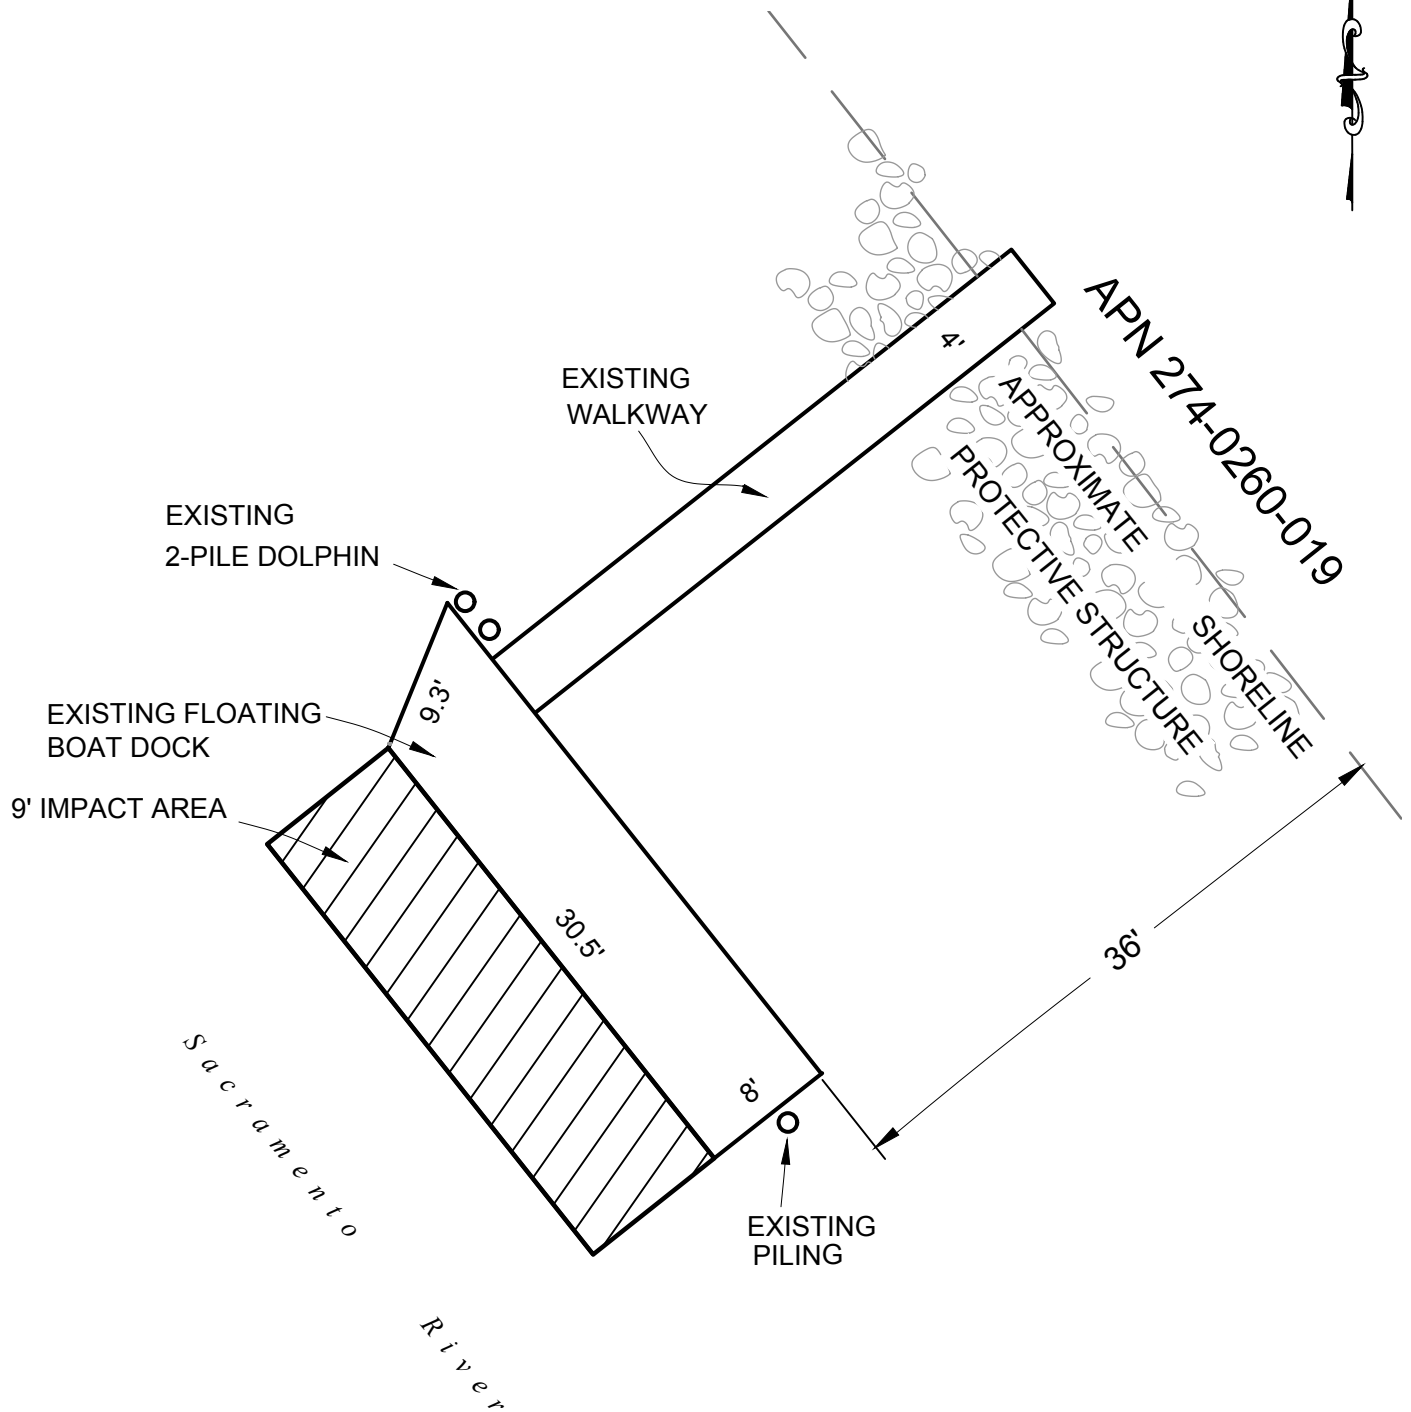 APN 274-0260-019
4'
EXISTING
WALKWAY
APPROXIMATE
SHORELINE
PROTECTIVE STRUCTURE
EXISTING
2-PILE DOLPHIN
9.3'
EXISTING FLOATING
BOAT DOCK
9' IMPACT AREA
30.5'
36'
8'
EXISTING
PILING
Sacramento
River